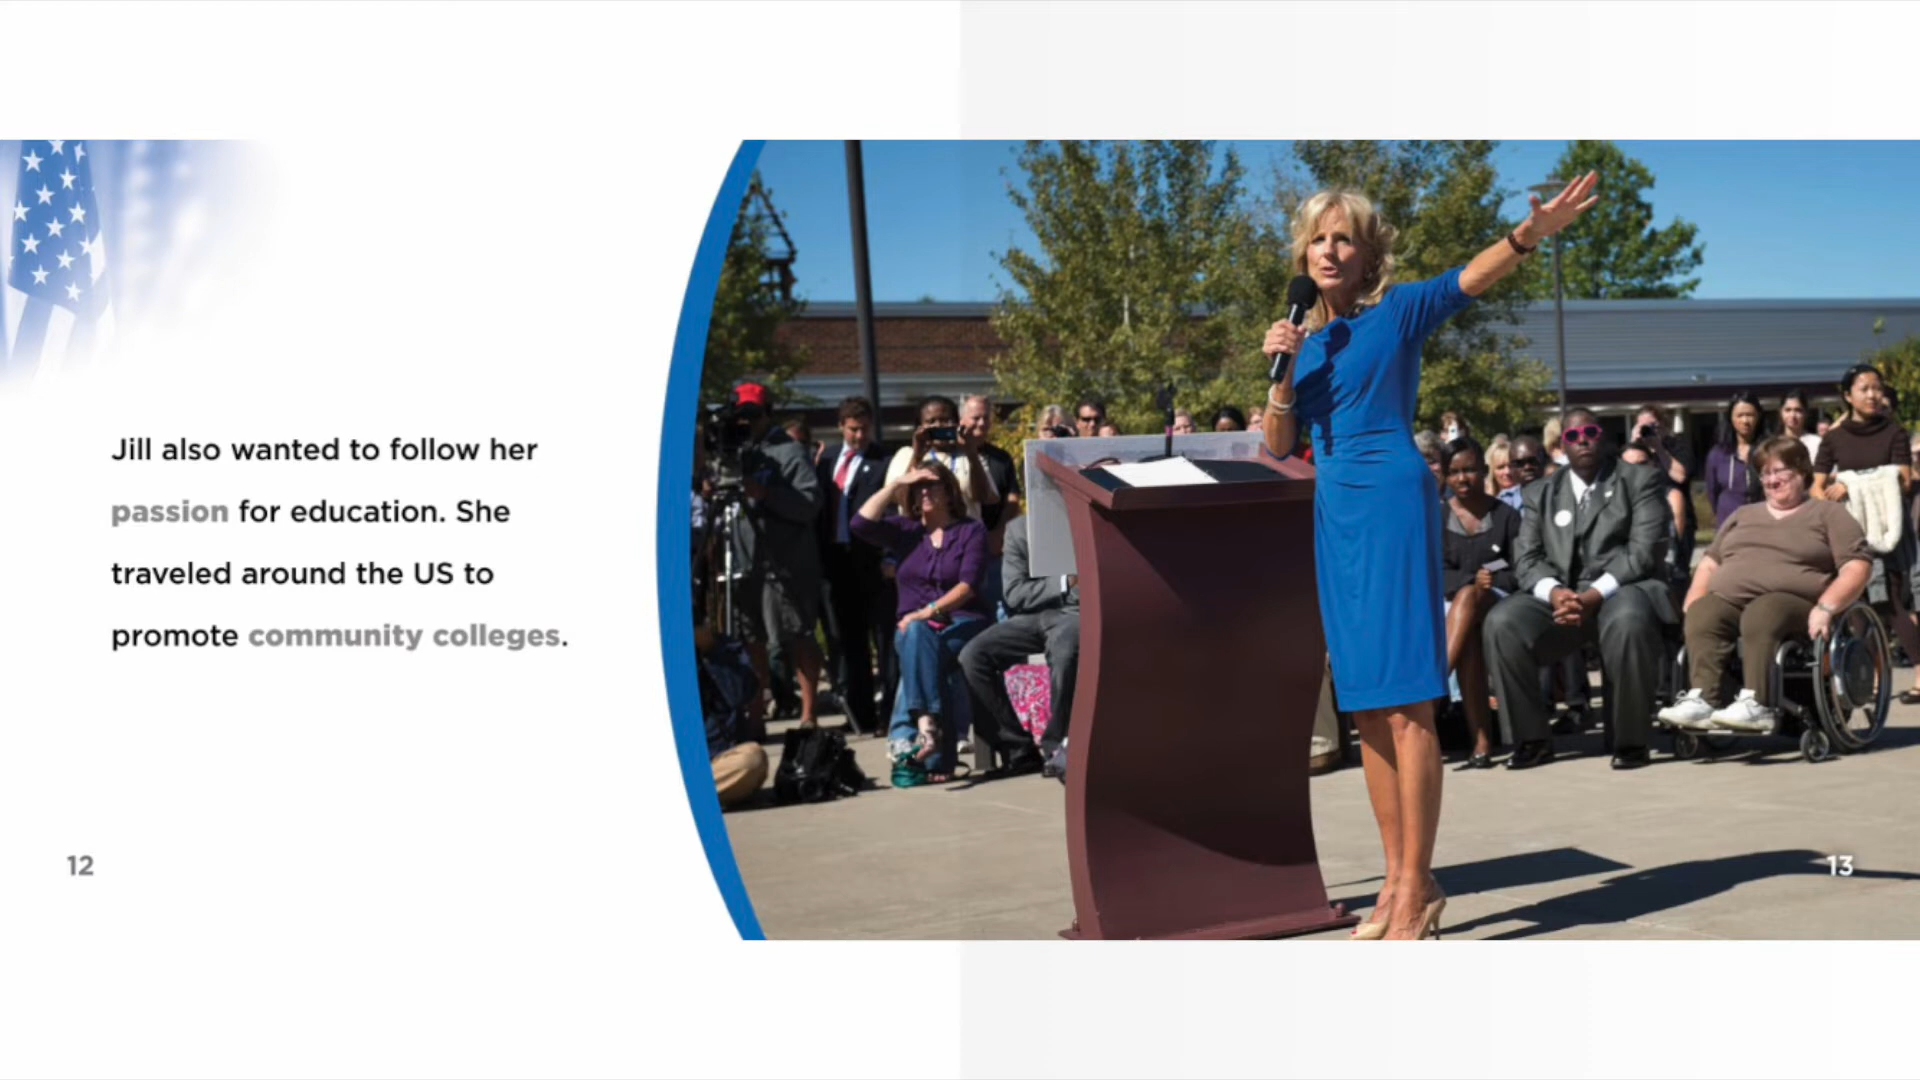 Jill also wanted to follow her
passion for education. She
traveled around the US to
promote community colleges.
12
13